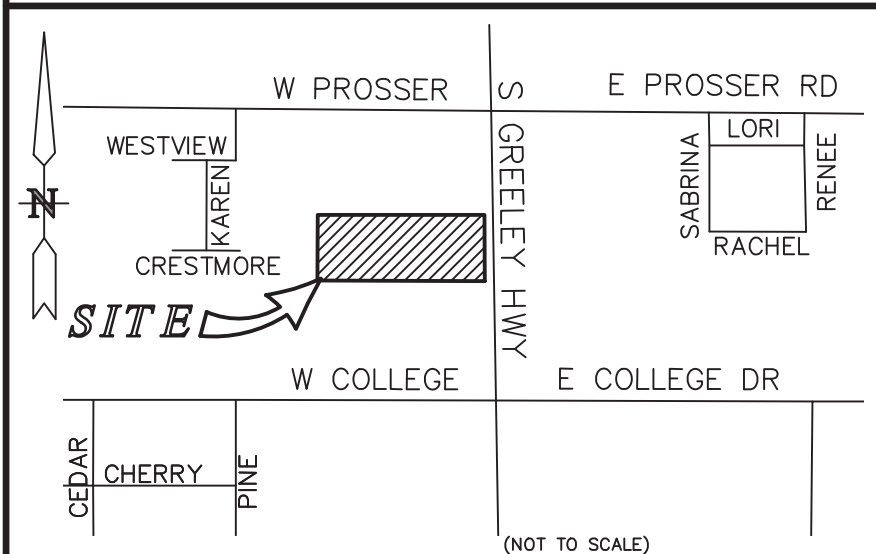 W PROSSER
E PROSSER RD
S GREELEY HWY
LORI
WESTVIEW
SABRINA
RENEE
KAREN
N
RACHEL
CRESTMORE
SITE
W COLLEGE
E COLLEGE DR
CEDAR
CHERRY
PINE
(NOT TO SCALE)